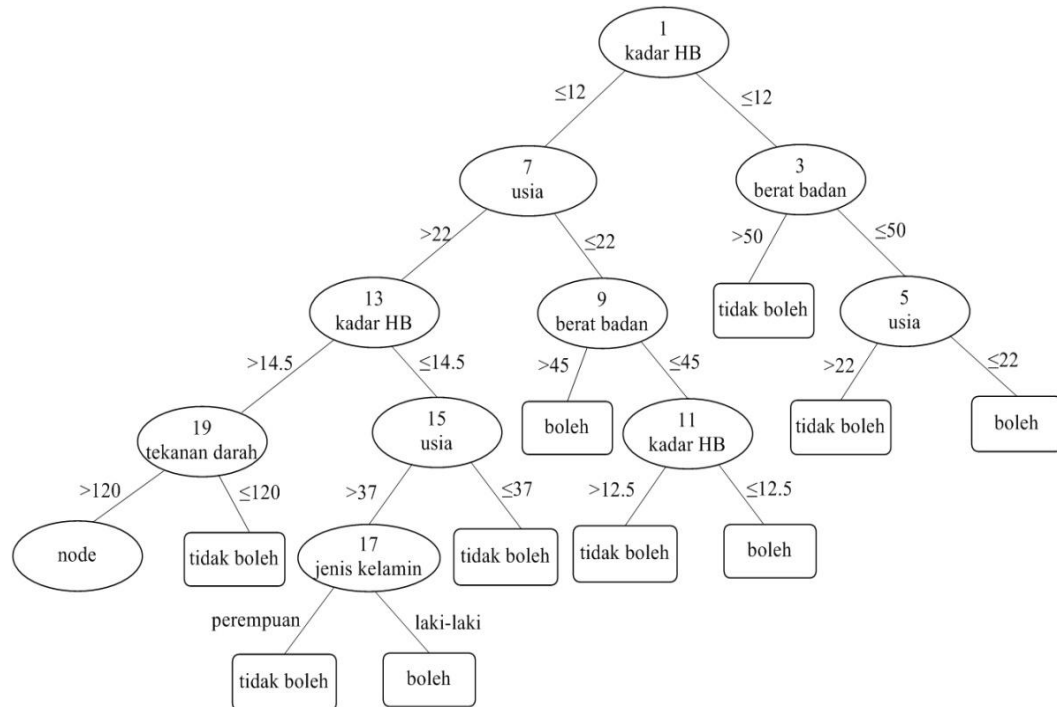 1
kadar HB
≤12
≤12
7
usia
3
berat badan
>22
≤22
>50
≤50
13
kadar HB
9
berat badan
tidak boleh
5
usia
>14.5
≤14.5
>45
≤45
>22
≤22
19
tekanan darah
15
usia
boleh
11
kadar HB
tidak boleh
boleh
>120
≤120
>37
≤37
>12.5
≤12.5
node
tidak boleh
17
jenis kelamin
tidak boleh
tidak boleh
boleh
perempuan
laki-laki
tidak boleh
boleh